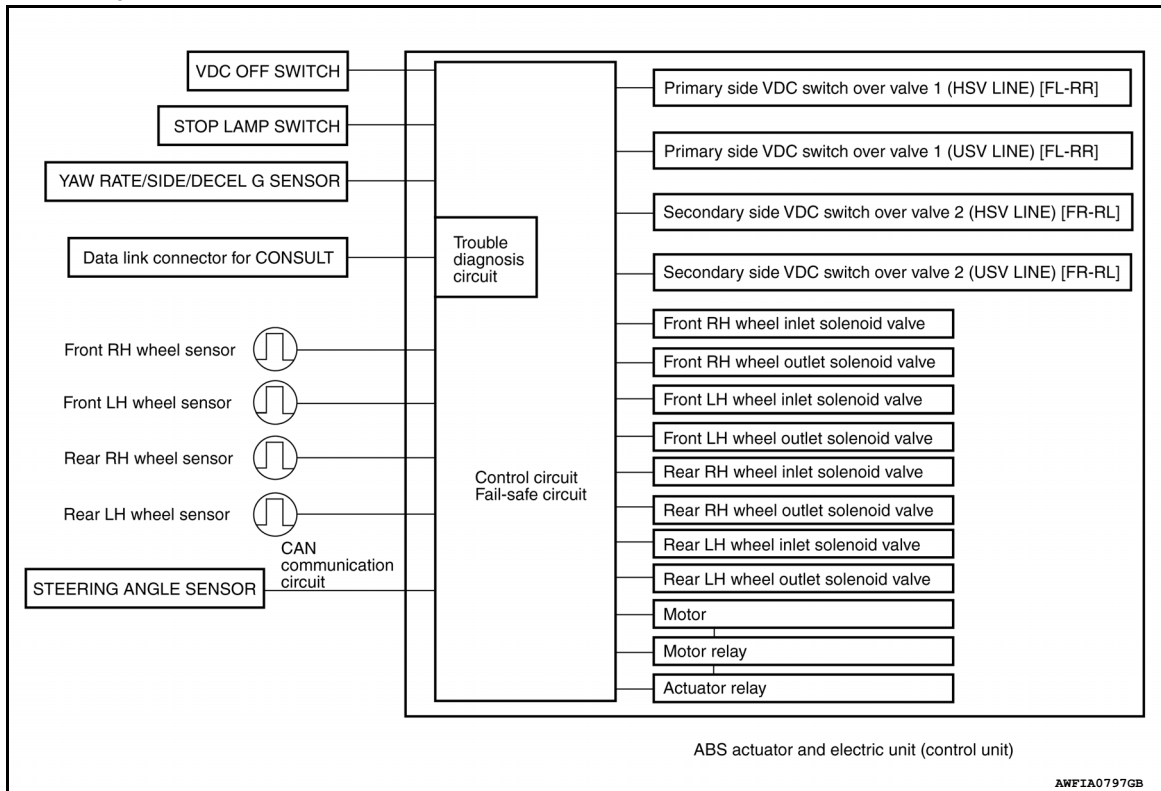 VDC OFF SWITCH
STOP LAMP SWITCH
YAW RATE/SIDE/DECEL G SENSOR
Data link connector for CONSULT
Front RH wheel sensor
Front LH wheel sensor
Rear RH wheel sensor
Rear LH wheel sensor
CAN
communication
circuit
STEERING ANGLE SENSOR
Trouble
diagnosis
circuit
Control circuit
Fail-safe circuit
Primary side VDC switch over valve 1 (HSV LINE) [FL-RR]
Primary side VDC switch over valve 1 (USV LINE) [FL-RR]
Secondary side VDC switch over valve 2 (HSV LINE) [FR-RL]
Secondary side VDC switch over valve 2 (USV LINE) [FR-RL]
Front RH wheel inlet solenoid valve
Front RH wheel outlet solenoid valve
Front LH wheel inlet solenoid valve
Front LH wheel outlet solenoid valve
Rear RH wheel inlet solenoid valve
Rear RH wheel outlet solenoid valve
Rear LH wheel inlet solenoid valve
Rear LH wheel outlet solenoid valve
Motor
Motor relay
Actuator relay
ABS actuator and electric unit (control unit)
AWFIA0797GB